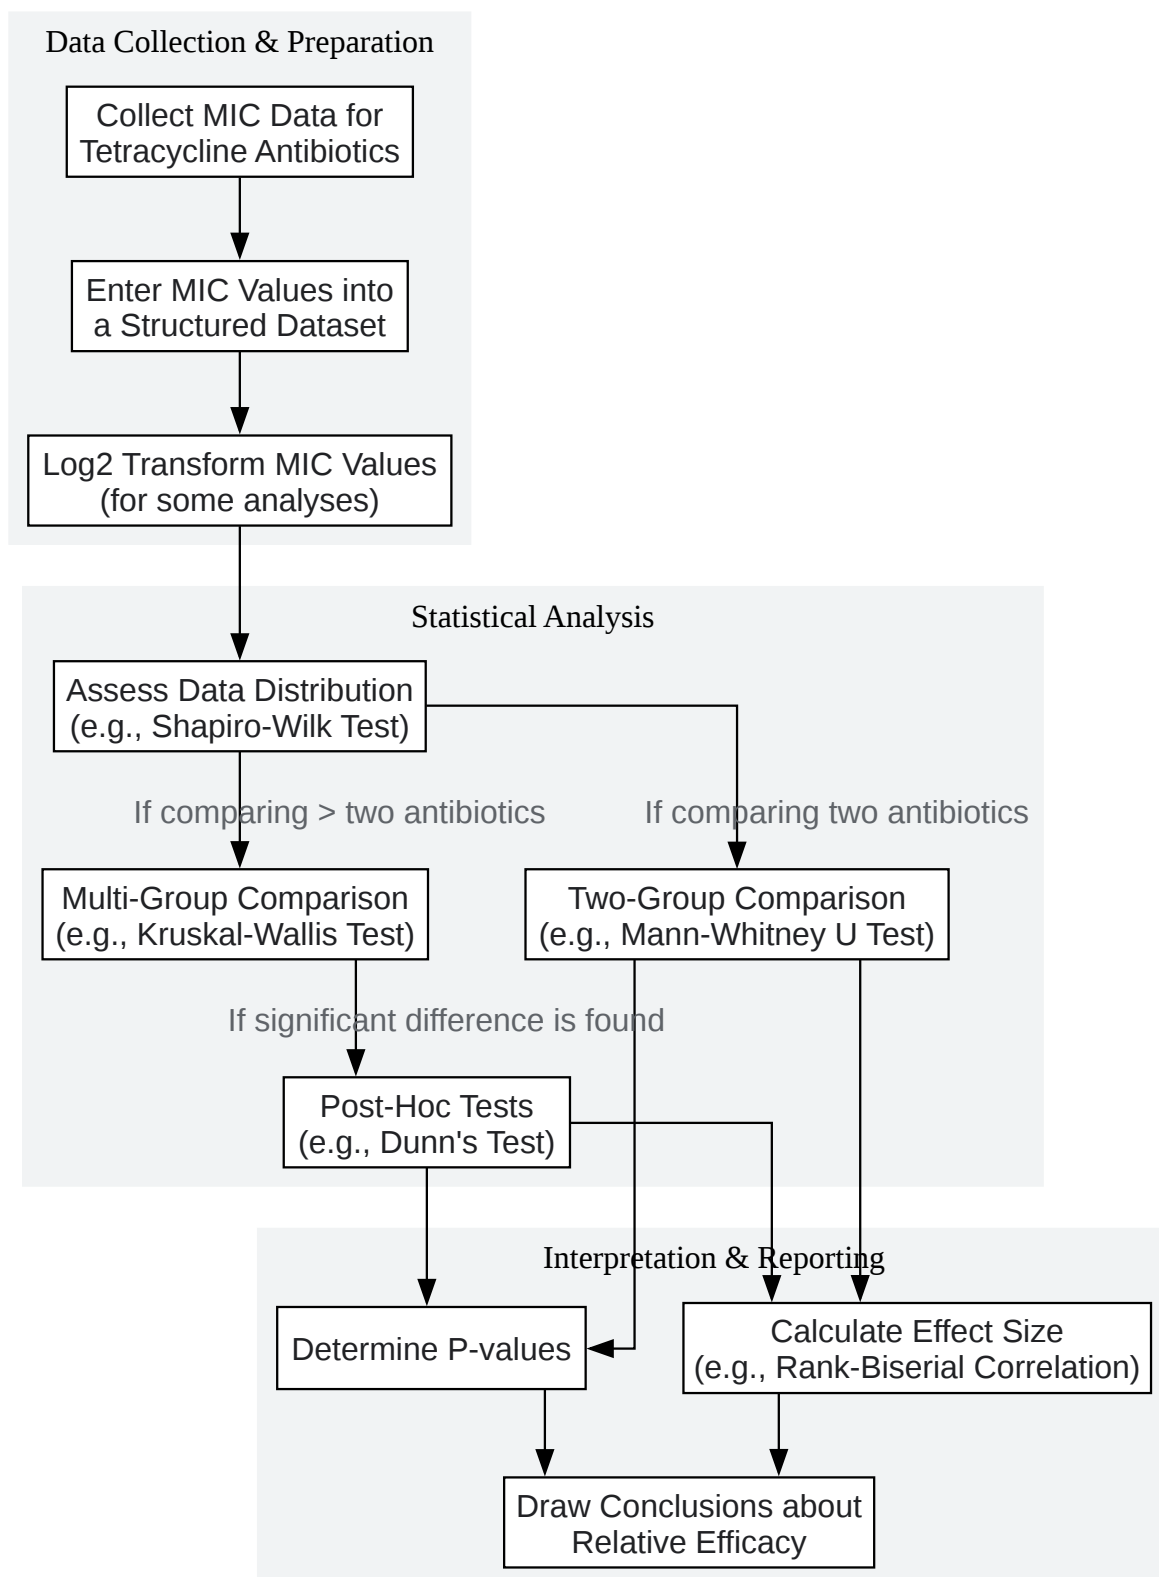 Data Collection & Preparation
Collect MIC Data for
Tetracycline Antibiotics
Enter MIC Values into
a Structured Dataset
Log2 Transform MIC Values
(for some analyses)
Statistical Analysis
Assess Data Distribution
(e.g., Shapiro-Wilk Test)
If comparing > two antibiotics
If comparing two antibiotics
Multi-Group Comparison
(e.g., Kruskal-Wallis Test)
Two-Group Comparison
(e.g., Mann-Whitney U Test)
If significant difference is found
Post-Hoc Tests
(e.g., Dunn's Test)
Interpretation & Reporting
Determine P-values
Calculate Effect Size
(e.g., Rank-Biserial Correlation)
Draw Conclusions about
Relative Efficacy